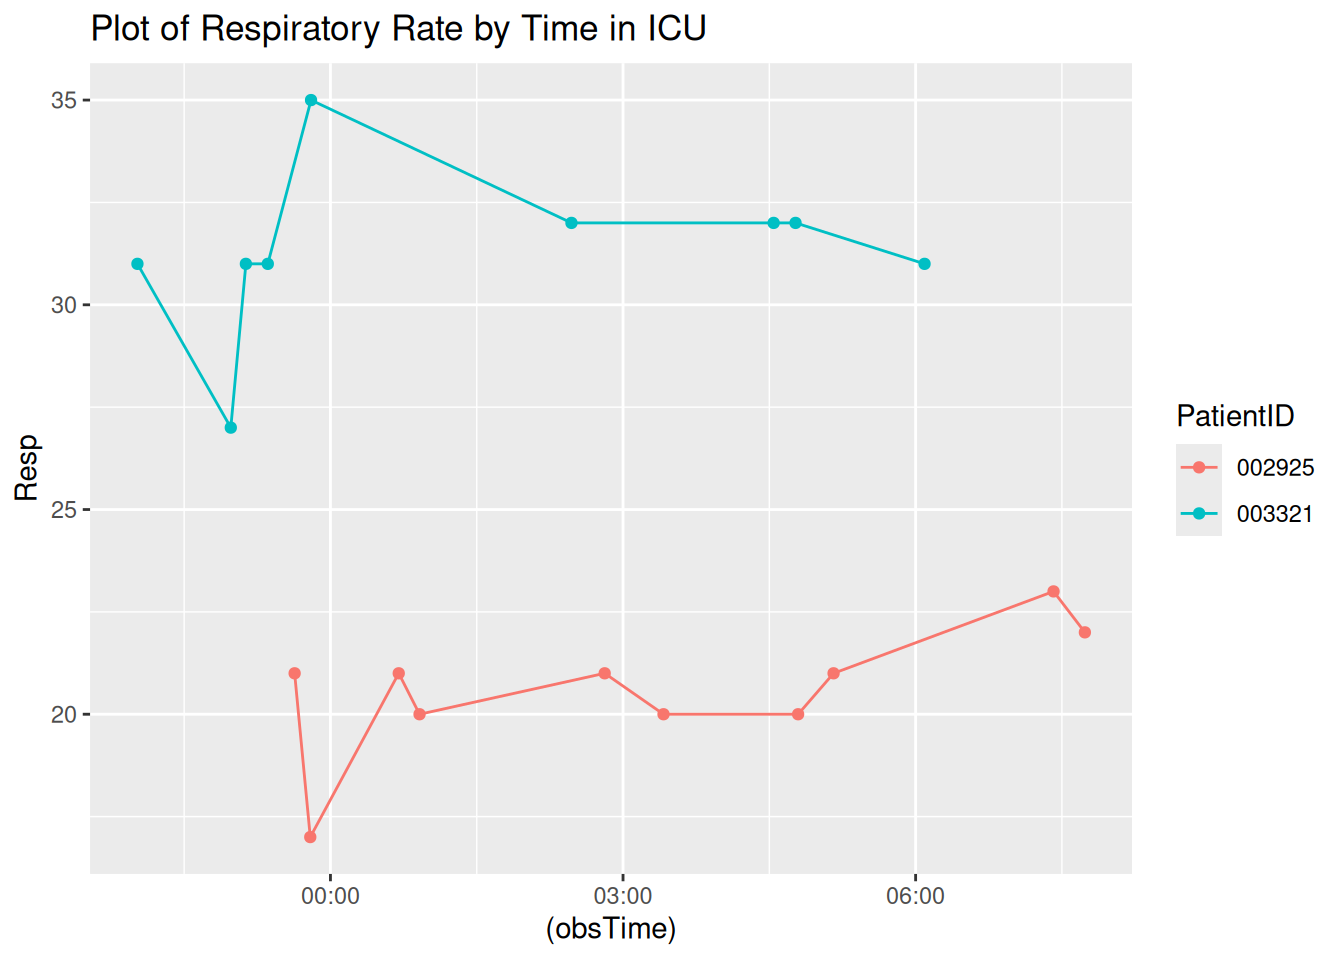 Plot of Respiratory Rate by Time in ICU
35
30
25
20
Resp
00:00
03:00
06:00
(obsTime)
PatientID
002925
003321